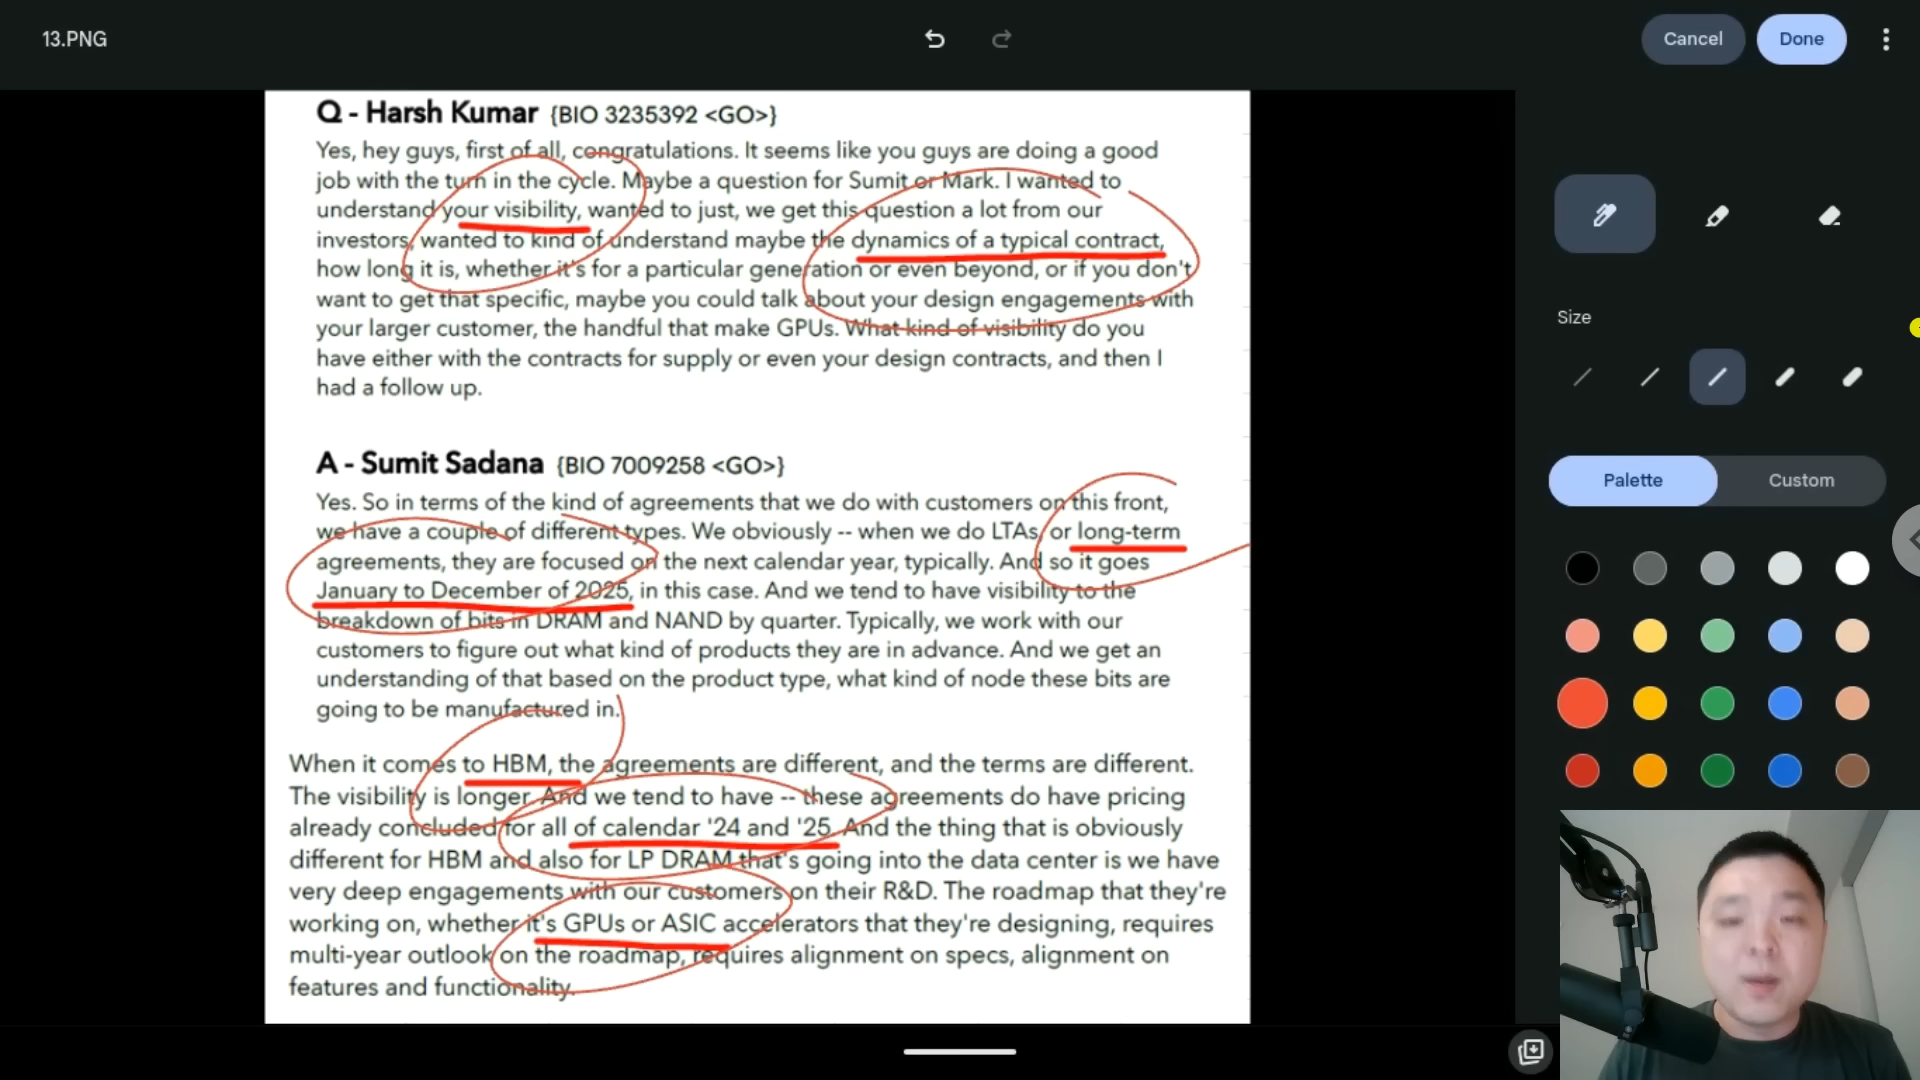 13.PNG
Cancel
Done
Q - Harsh Kumar {BIO 3235392 <GO>}
Yes, hey guys, first of all, congratulations. It seems like you guys are doing a good
job with the turn in the cycle. Maybe a question for Sumit or Mark. I wanted to
understand your visibility, wanted to just, we get this question a lot from our
investors, wanted to kind of understand maybe the dynamics of a typical contract,
how long it is, whether it's for a particular generation or even beyond, or if you don't
want to get that specific, maybe you could talk about your design engagements with
your larger customer, the handful that make GPUs. What kind of visibility do you
have either with the contracts for supply or even your design contracts, and then I
had a follow up.
A - Sumit Sadana {BIO 7009258 <GO>}
Yes. So in terms of the kind of agreements that we do with customers on this front,
we have a couple of different types. We obviously -- when we do LTAs, or long-term
agreements, they are focused on the next calendar year, typically. And so it goes
January to December of 2025, in this case. And we tend to have visibility to the
breakdown of bits in DRAM and NAND by quarter. Typically, we work with our
customers to figure out what kind of products they are in advance. And we get an
understanding of that based on the product type, what kind of node these bits are
going to be manufactured in.
When it comes to HBM, the agreements are different, and the terms are different.
The visibility is longer. And we tend to have -- these agreements do have pricing
already concluded for all of calendar '24 and '25. And the thing that is obviously
different for HBM and also for LP DRAM that's going into the data center is we have
very deep engagements with our customers on their R&D. The roadmap that they're
working on, whether it's GPUs or ASIC accelerators that they're designing, requires
multi-year outlook on the roadmap, requires alignment on specs, alignment on
features and functionality.
Size
Palette
Custom